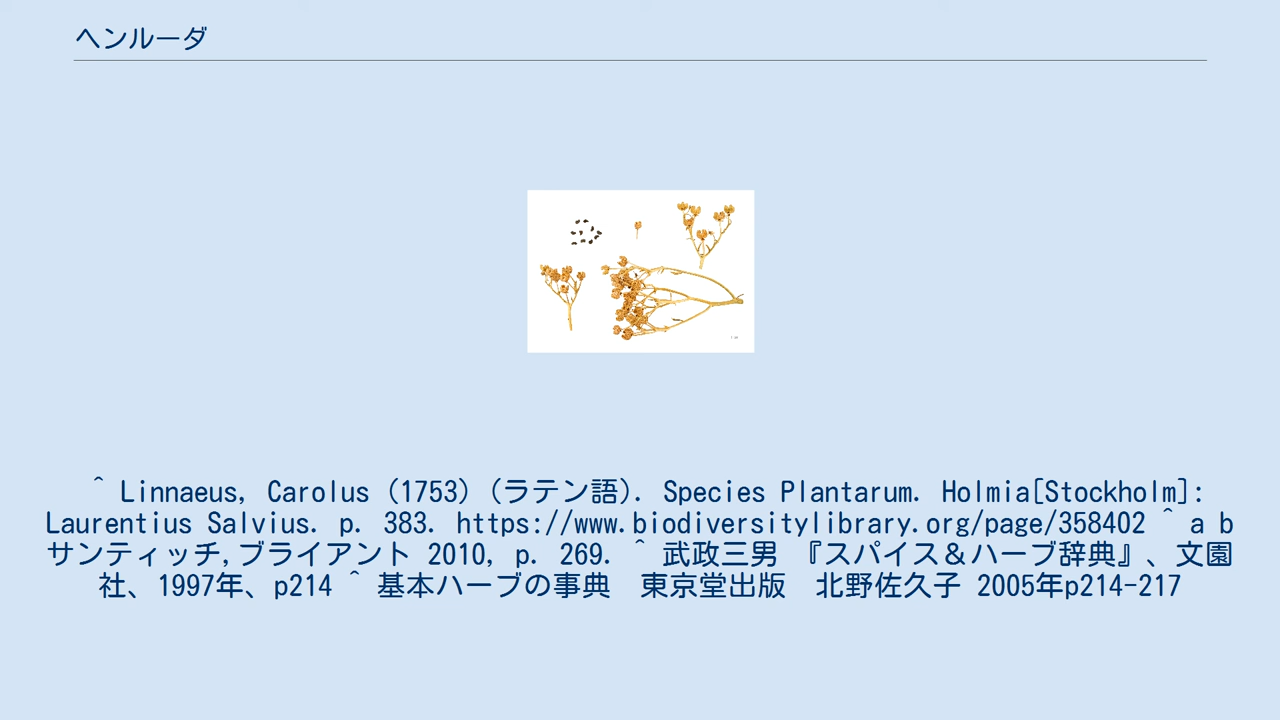 ヘンルーダ
^ Linnaeus, Carolus (1753) (ラテン語). Species Plantarum. Holmia[Stockholm]:
Laurentius Salvius. p. 383. https://www.biodiversitylibrary.org/page/358402 ^ a b
サンティッチ,ブライアント 2010, p. 269. ^ 武政三男 『スパイス＆ハーブ辞典』、文園
社、1997年、p214 ^ 基本ハーブの事典　東京堂出版　北野佐久子 2005年p214-217